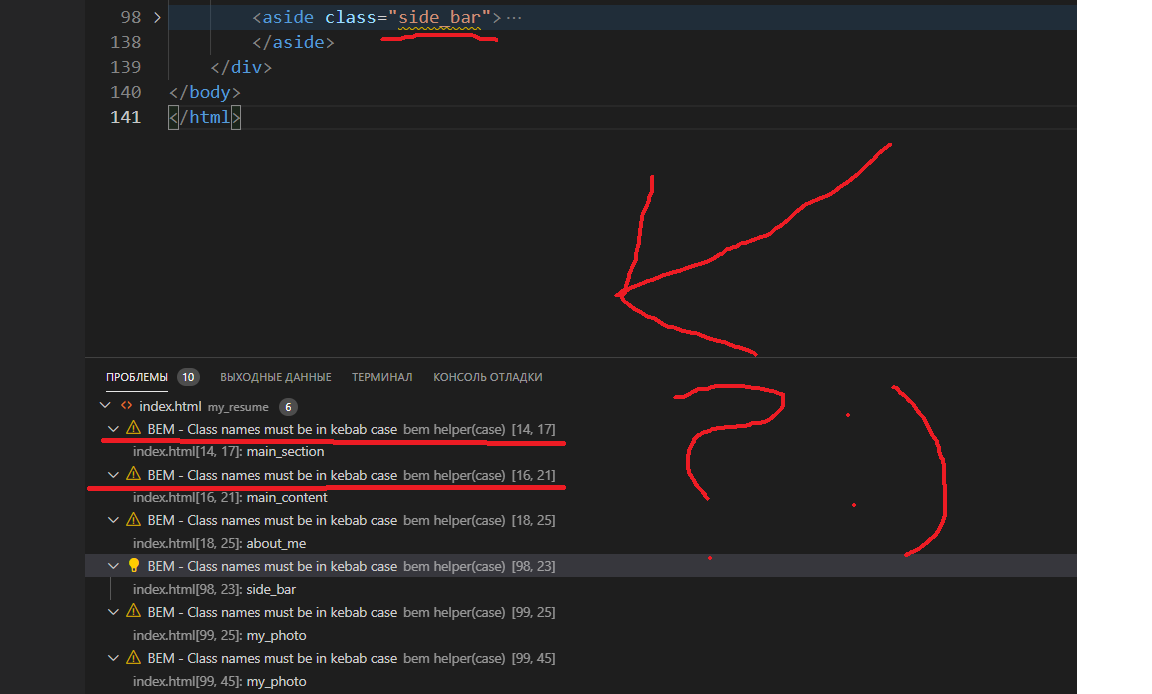 98 > <aside class="side_bar"> ···
138 </aside>
139 </div>
140 </body>
141 </html>
ПРОБЛЕМЫ 10 ВЫХОДНЫЕ ДАННЫЕ ТЕРМИНАЛ КОНСОЛЬ ОТЛАДКИ
<> index.html my_resume 6
BEM - Class names must be in kebab case bem helper(case) [14, 17]
index.html[14, 17]: main_section
BEM - Class names must be in kebab case bem helper(case) [16, 21]
index.html[16, 21]: main_content
BEM - Class names must be in kebab case bem helper(case) [18, 25]
index.html[18, 25]: about_me
BEM - Class names must be in kebab case bem helper(case) [98, 23]
index.html[98, 23]: side_bar
BEM - Class names must be in kebab case bem helper(case) [99, 25]
index.html[99, 25]: my_photo
BEM - Class names must be in kebab case bem helper(case) [99, 45]
index.html[99, 45]: my_photo
? :)